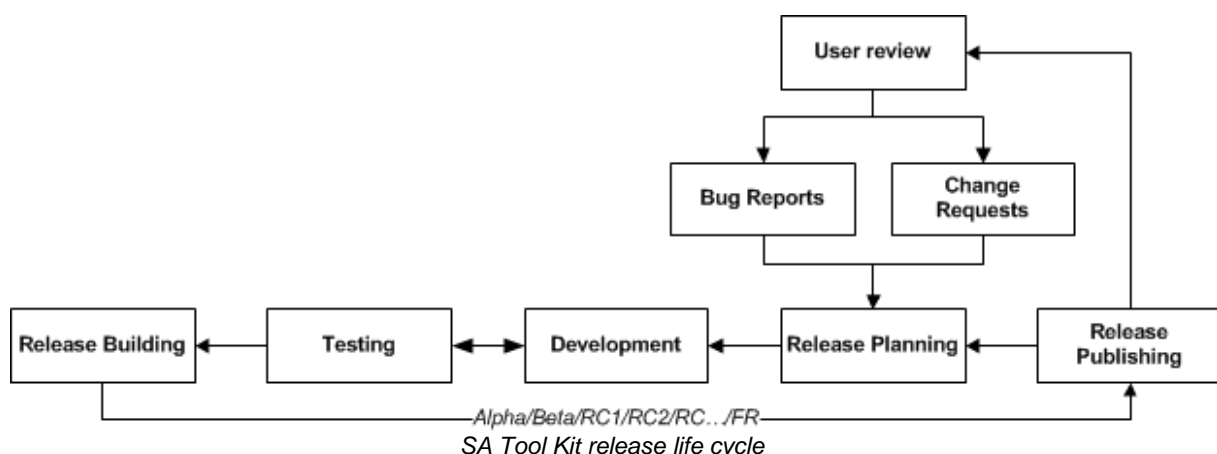 User review
Bug Reports
Change
Requests
Release Building
Testing
Development
Release Planning
Release
Publishing
Alpha/Beta/RC1/RC2/RC.../FR
SA Tool Kit release life cycle